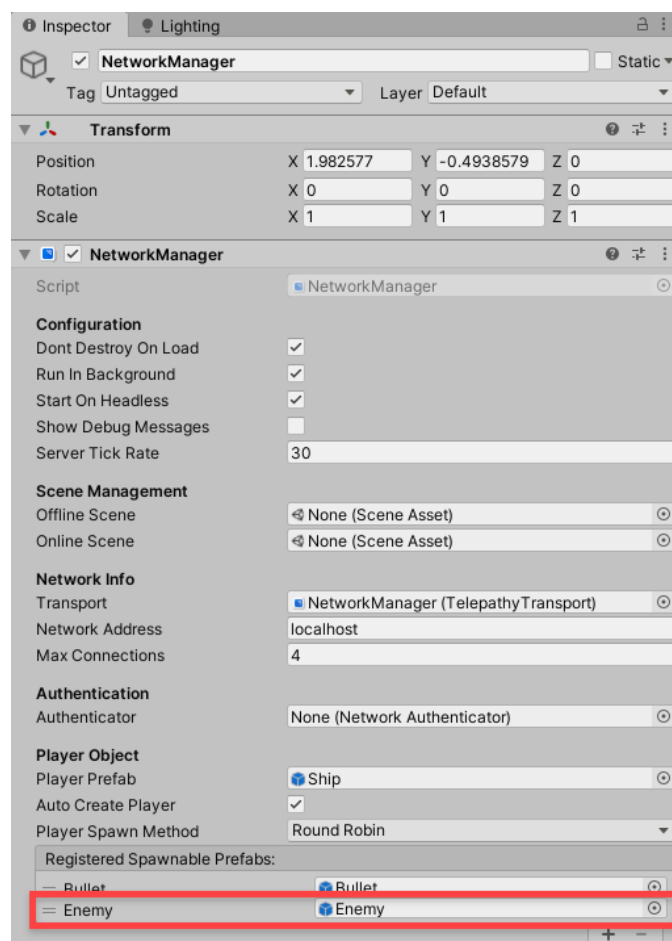 Inspector Lighting
NetworkManager Static
Tag Untagged Layer Default
Transform
Position X 1.982577 Y -0.4938579 Z 0
Rotation X 0 Y 0 Z 0
Scale X 1 Y 1 Z 1
NetworkManager
Script NetworkManager
Configuration
Dont Destroy On Load
Run In Background
Start On Headless
Show Debug Messages
Server Tick Rate 30
Scene Management
Offline Scene None (Scene Asset)
Online Scene None (Scene Asset)
Network Info
Transport NetworkManager (TelepathyTransport)
Network Address localhost
Max Connections 4
Authentication
Authenticator None (Network Authenticator)
Player Object
Player Prefab Ship
Auto Create Player
Player Spawn Method Round Robin
Registered Spawnable Prefabs:
Bullet Bullet
Enemy Enemy